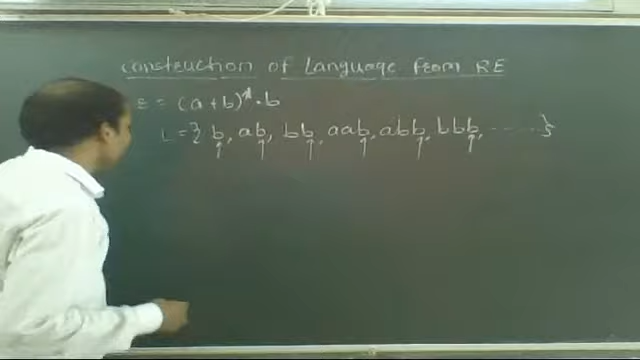 Construction of Language from RE
E = (a+b)*.b
L = { b, ab, bb, aab, abb, bbb, ...... }